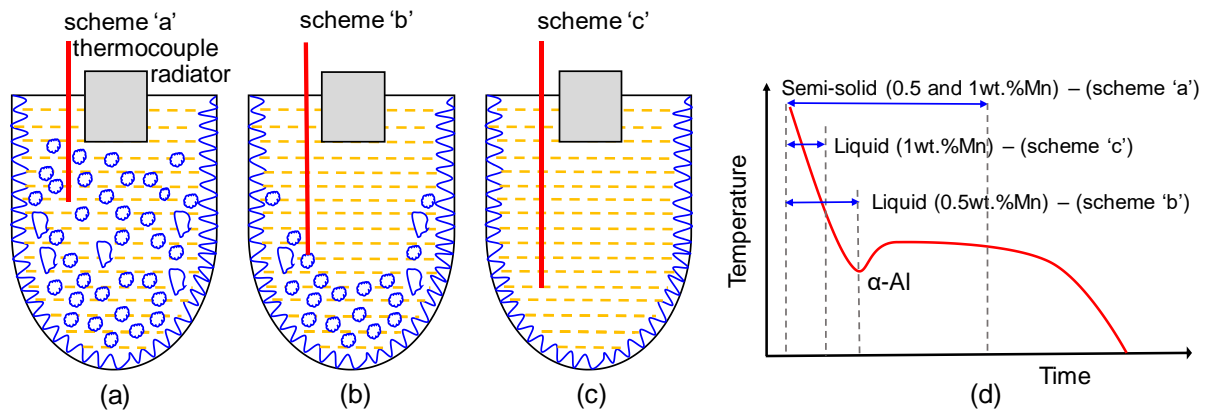 scheme ‘a’
thermocouple
radiator
(a)
scheme ‘b’
(b)
scheme ‘c’
(c)
Temperature
Semi-solid (0.5 and 1wt.%Mn) – (scheme ‘a’)
Liquid (1wt.%Mn) – (scheme ‘c’)
Liquid (0.5wt.%Mn) – (scheme ‘b’)
α-Al
Time
(d)